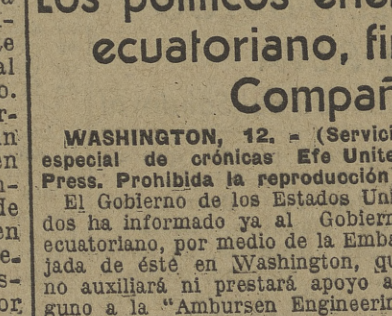 Los políticos
ecuatoriano,
Compañ
WASHINGTON, 12. - (Servici
especial de crónicas Efe Unite
Press. Prohibida la reproducción
El Gobierno de los Estados Uni
dos ha informado ya al Gobiern
ecuatoriano, por medio de la Emba
jada de éste en Washington, qu
no auxiliará ni prestará apoyo a
guno a la "Ambursen Engineerin